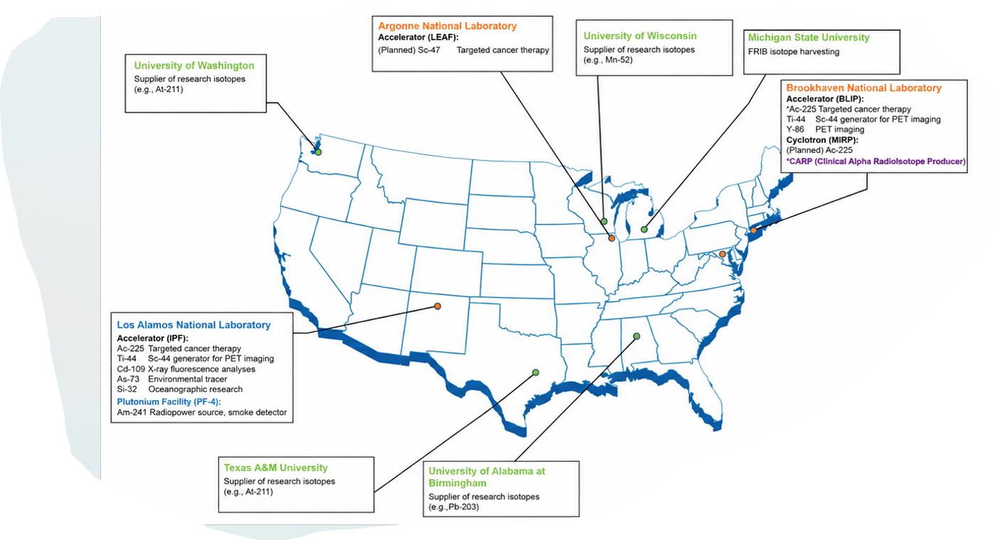 Argonne National Laboratory
Accelerator (LEAF):
(Planned) Sc-47 Targeted cancer therapy
University of Wisconsin
Supplier of research isotopes
(e.g., Mn-52)
Michigan State University
FRIB isotope harvesting
University of Washington
Supplier of research isotopes
(e.g., At-211)
Brookhaven National Laboratory
Accelerator (BLIP):
^Ac-225 Targeted cancer therapy
Ti-44 Sc-44 generator for PET imaging
Y-86 PET imaging
Cyclotron (MIRP):
(Planned) Ac-225
*CARP (Clinical Alpha RadioIsotope Producer)
Los Alamos National Laboratory
Accelerator (IPF):
Ac-225 Targeted cancer therapy
Ti-44 Sc-44 generator for PET imaging
Cd-109 X-ray fluorescence analyses
As-73 Environmental tracer
Si-32 Oceanographic research
Plutonium Facility (PF-4):
Am-241 Radiopower source, smoke detector
Texas A&M University
Supplier of research isotopes
(e.g., At-211)
University of Alabama at
Birmingham
Supplier of research isotopes
(e.g.,Pb-203)